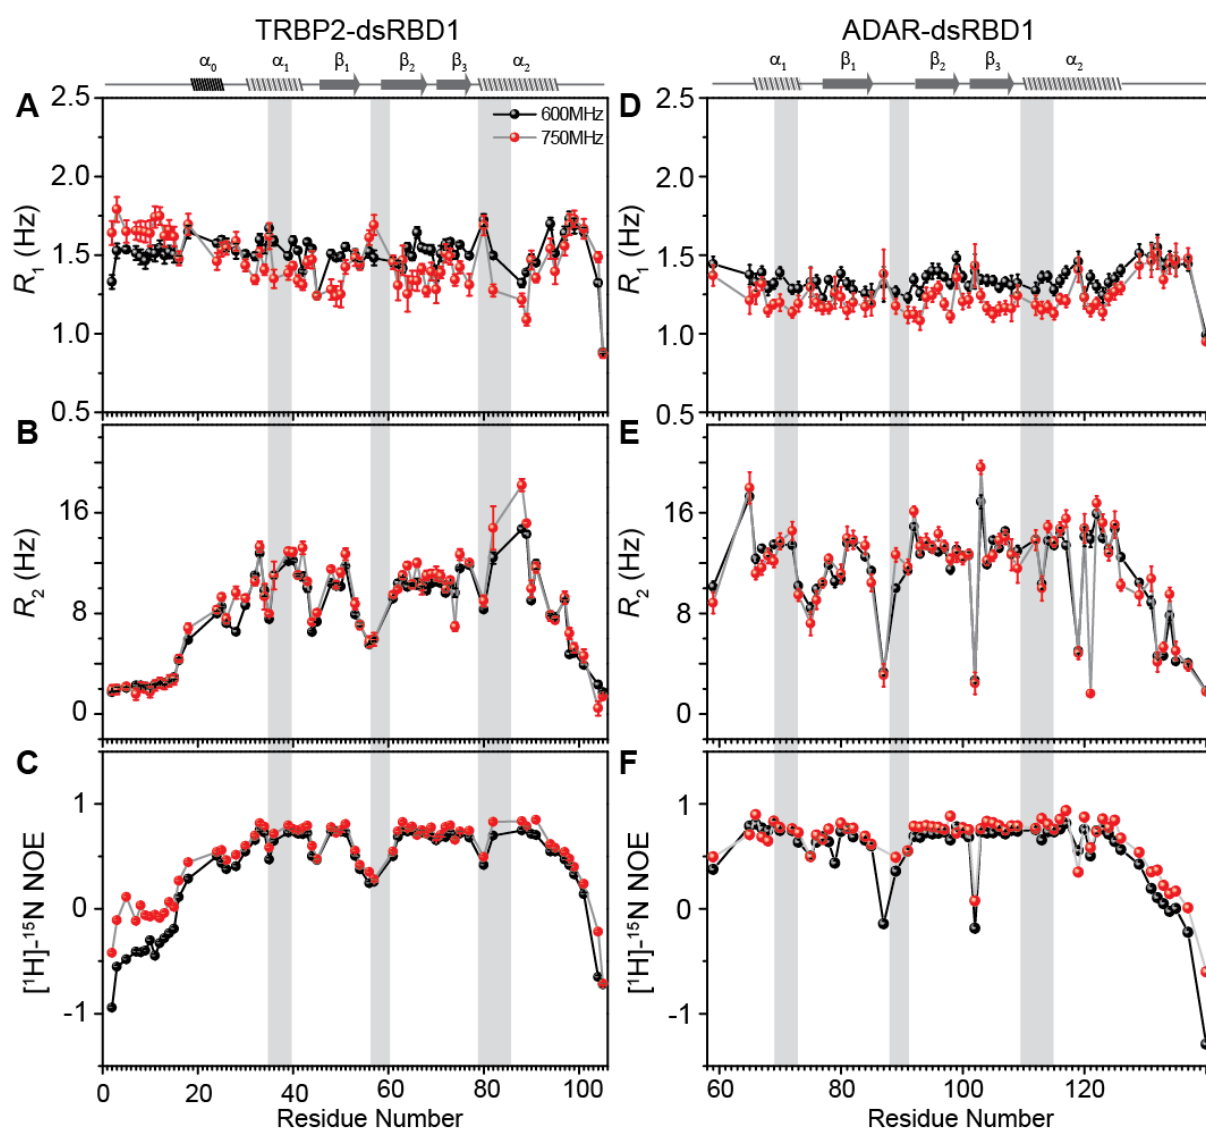 TRBP2-dsRBD1
ADAR-dsRBD1
α0 α1 β1 β2 β3 α2
α1 β1 β2 β3 α2
A
2.5
2.0
1.5
1.0
0.5
R1 (Hz)
600MHz
750MHz
D
2.5
2.0
1.5
1.0
0.5
R1 (Hz)
B
16
8
0
R2 (Hz)
E
16
8
0
R2 (Hz)
C
1
0
-1
[¹H]-¹⁵N NOE
F
1
0
-1
[¹H]-¹⁵N NOE
0 20 40 60 80 100
Residue Number
60 80 100 120
Residue Number